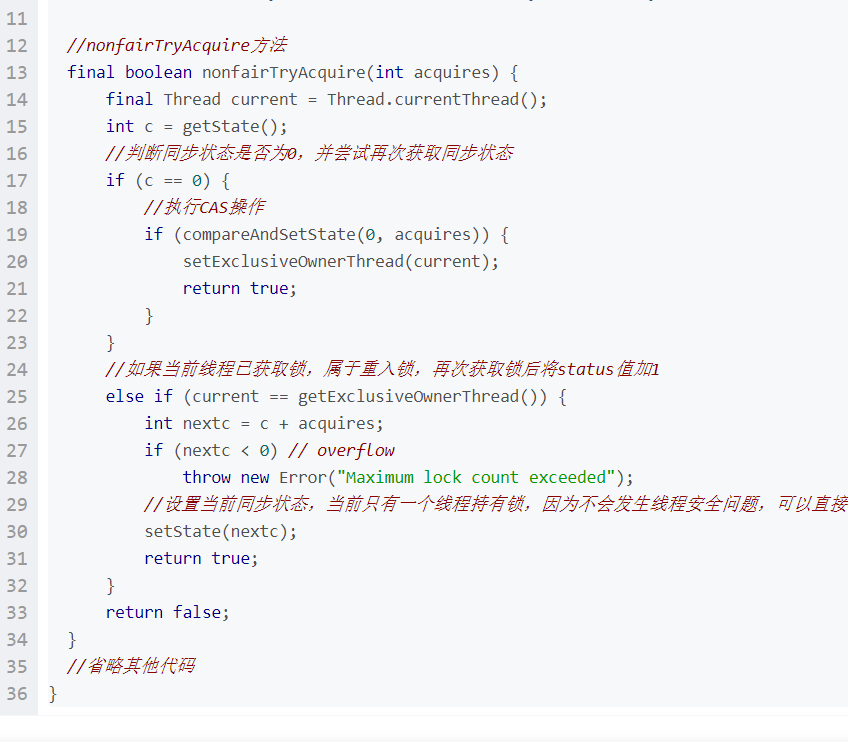 11
12 //nonfairTryAcquire方法
13 final boolean nonfairTryAcquire(int acquires) {
14 final Thread current = Thread.currentThread();
15 int c = getState();
16 //判断同步状态是否为0，并尝试再次获取同步状态
17 if (c == 0) {
18 //执行CAS操作
19 if (compareAndSetState(0, acquires)) {
20 setExclusiveOwnerThread(current);
21 return true;
22 }
23 }
24 //如果当前线程已获取锁，属于重入锁，再次获取锁后将status值加1
25 else if (current == getExclusiveOwnerThread()) {
26 int nextc = c + acquires;
27 if (nextc < 0) // overflow
28 throw new Error("Maximum lock count exceeded");
29 //设置当前同步状态，当前只有一个线程持有锁，因为不会发生线程安全问题，可以直接
30 setState(nextc);
31 return true;
32 }
33 return false;
34 }
35 //省略其他代码
36 }